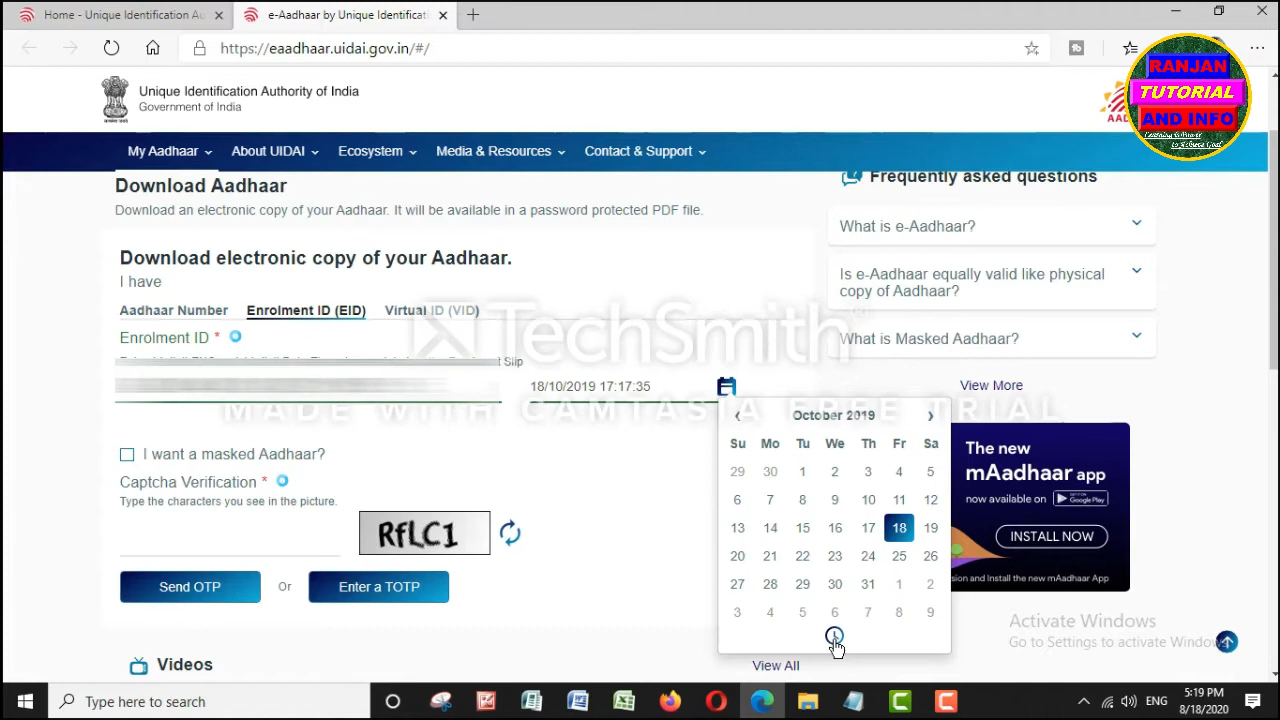 Home - Unique Identification Au
e-Aadhaar by Unique Identificati
https://eaadhaar.uidai.gov.in/#/
RANJAN
TUTORIAL
AND INFO
Unique Identification Authority of India
Government of India
My Aadhaar
About UIDAI
Ecosystem
Media & Resources
Contact & Support
Download Aadhaar
Download an electronic copy of your Aadhaar. It will be available in a password protected PDF file.
Download electronic copy of your Aadhaar.
I have
Aadhaar Number
Enrolment ID (EID)
Virtual ID (VID)
Enrolment ID *
Slip
18/10/2019 17:17:35
October 2019
Su Mo Tu We Th Fr Sa
29 30 1 2 3 4 5
6 7 8 9 10 11 12
13 14 15 16 17 18 19
20 21 22 23 24 25 26
27 28 29 30 31 1 2
3 4 5 6 7 8 9
I want a masked Aadhaar?
Captcha Verification *
Type the characters you see in the picture.
RfLC1
Send OTP
Or
Enter a TOTP
Videos
View All
Frequently asked questions
What is e-Aadhaar?
Is e-Aadhaar equally valid like physical
copy of Aadhaar?
What is Masked Aadhaar?
View More
The new
mAadhaar app
now available on
Google Play
INSTALL NOW
sion and Install the new mAadhaar App
TechSmith
MADE WITH CAMTASIA FREE TRIAL
Activate Windows
Go to Settings to activate Window
Type here to search
ENG
5:19 PM
8/18/2020